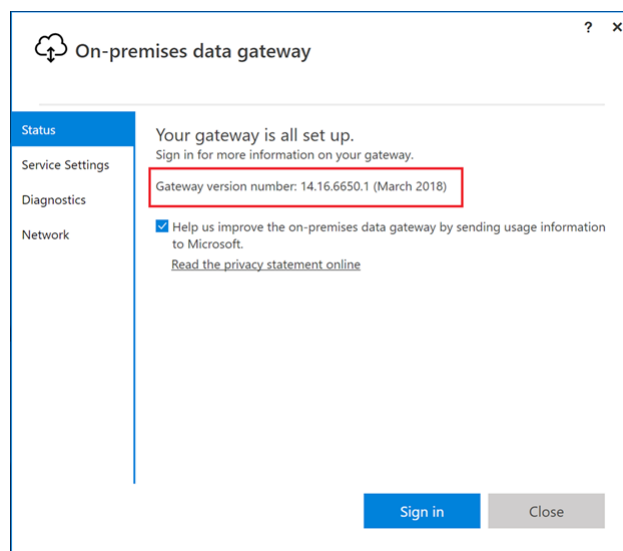 ? ×
On-premises data gateway
Status
Service Settings
Diagnostics
Network
Your gateway is all set up.
Sign in for more information on your gateway.
Gateway version number: 14.16.6650.1 (March 2018)
Help us improve the on-premises data gateway by sending usage information
to Microsoft.
Read the privacy statement online
Sign in
Close